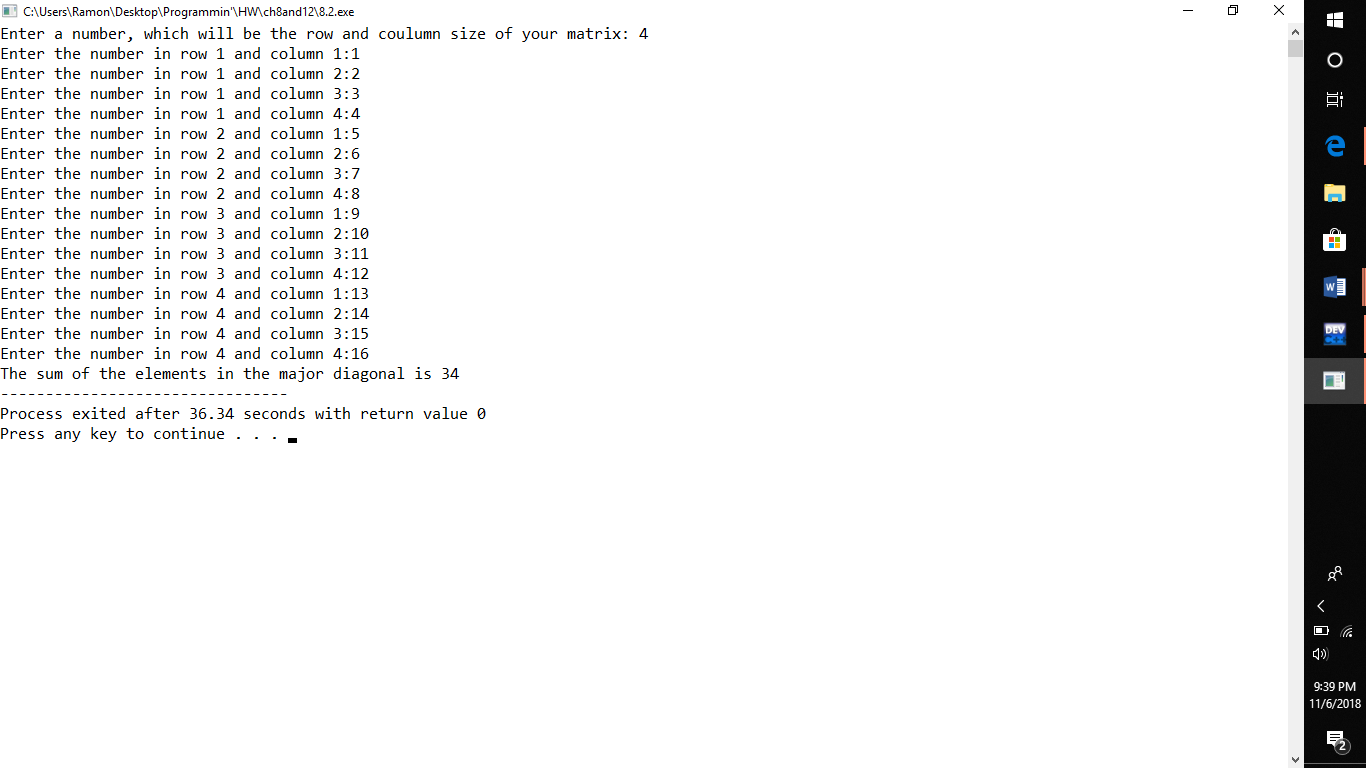 C:\Users\Ramon\Desktop\Programmin'\HW\ch8and12\8.2.exe
Enter a number, which will be the row and coulumn size of your matrix: 4
Enter the number in row 1 and column 1:1
Enter the number in row 1 and column 2:2
Enter the number in row 1 and column 3:3
Enter the number in row 1 and column 4:4
Enter the number in row 2 and column 1:5
Enter the number in row 2 and column 2:6
Enter the number in row 2 and column 3:7
Enter the number in row 2 and column 4:8
Enter the number in row 3 and column 1:9
Enter the number in row 3 and column 2:10
Enter the number in row 3 and column 3:11
Enter the number in row 3 and column 4:12
Enter the number in row 4 and column 1:13
Enter the number in row 4 and column 2:14
Enter the number in row 4 and column 3:15
Enter the number in row 4 and column 4:16
The sum of the elements in the major diagonal is 34
--------------------------------
Process exited after 36.34 seconds with return value 0
Press any key to continue . . .
W
DEV
9:39 PM
11/6/2018
2